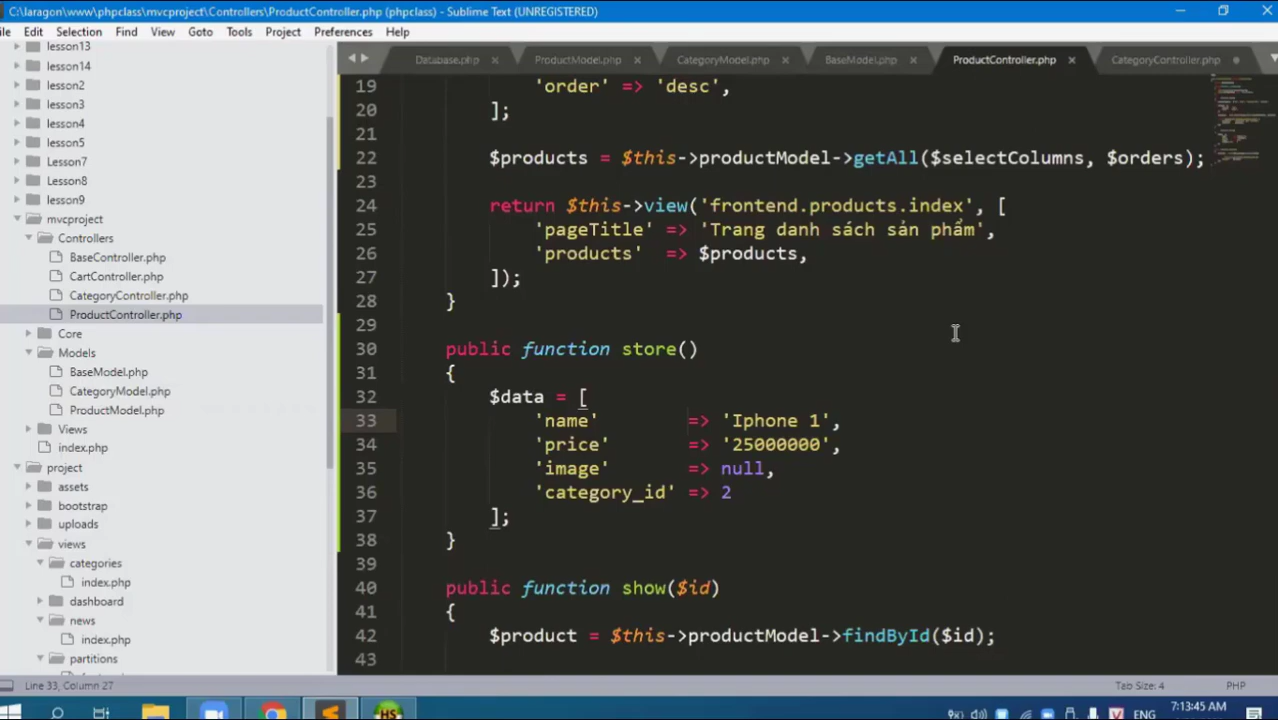 C:\laragon\www\phpclass\mvcproject\Controllers\ProductController.php (phpclass) - Sublime Text (UNREGISTERED)
ile Edit Selection Find View Goto Tools Project Preferences Help
lesson13
lesson14
lesson2
lesson3
lesson4
lesson5
Lesson7
Lesson8
lesson9
mvcproject
Controllers
BaseController.php
CartController.php
CategoryController.php
ProductController.php
Core
Models
BaseModel.php
CategoryModel.php
ProductModel.php
Views
index.php
project
assets
bootstrap
uploads
views
categories
index.php
dashboard
news
index.php
partitions
Database.php ProductModel.php CategoryModel.php BaseModel.php ProductController.php CategoryController.php
19 'order' => 'desc',
20 ];
21
22 $products = $this->productModel->getAll($selectColumns, $orders);
23
24 return $this->view('frontend.products.index', [
25 'pageTitle' => 'Trang danh sách sản phẩm',
26 'products' => $products,
27 ]);
28 }
29
30 public function store()
31 {
32 $data = [
33 'name' => 'Iphone 1',
34 'price' => '25000000',
35 'image' => null,
36 'category_id' => 2
37 ];
38 }
39
40 public function show($id)
41 {
42 $product = $this->productModel->findById($id);
43
Line 33, Column 27 Tab Size: 4 PHP
HS ENG 7:13:45 AM